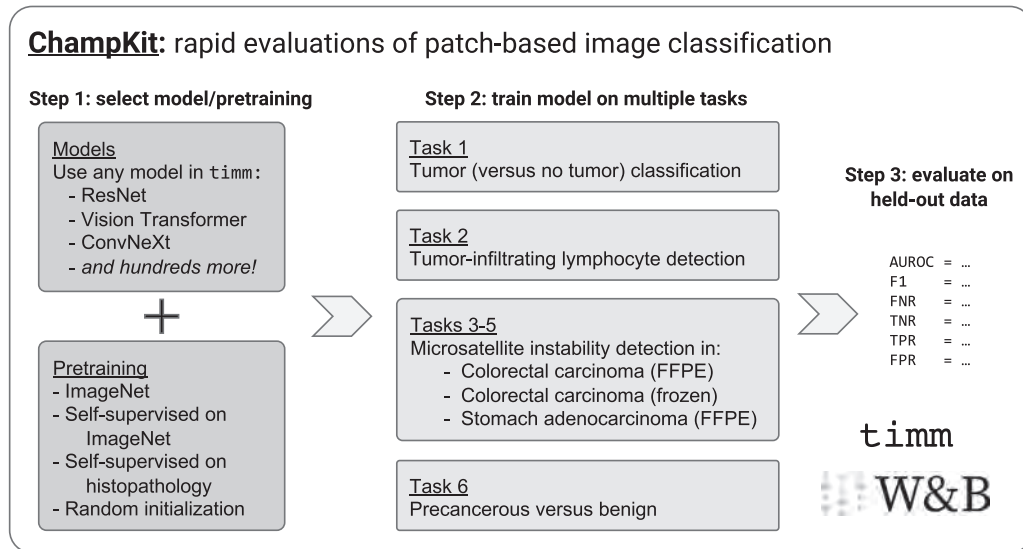 ChampKit: rapid evaluations of patch-based image classification
Step 1: select model/pretraining
Models
Use any model in timm:
- ResNet
- Vision Transformer
- ConvNeXt
- and hundreds more!
+
Pretraining
- ImageNet
- Self-supervised on
ImageNet
- Self-supervised on
histopathology
- Random initialization
Step 2: train model on multiple tasks
Task 1
Tumor (versus no tumor) classification
Task 2
Tumor-infiltrating lymphocyte detection
Tasks 3-5
Microsatellite instability detection in:
- Colorectal carcinoma (FFPE)
- Colorectal carcinoma (frozen)
- Stomach adenocarcinoma (FFPE)
Task 6
Precancerous versus benign
Step 3: evaluate on
held-out data
AUROC = …
F1 = …
FNR = …
TNR = …
TPR = …
FPR = …
timm
W&B